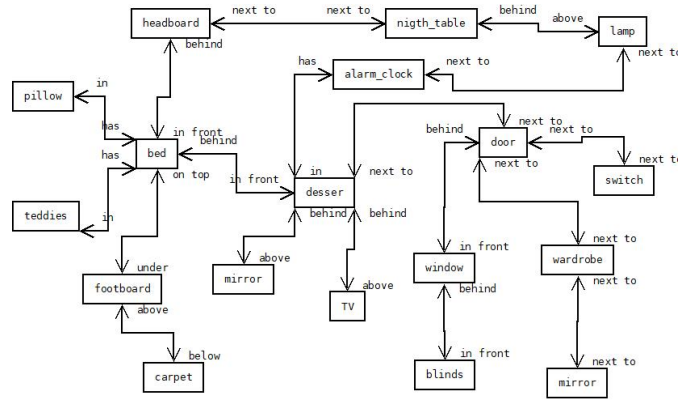 next to
next to
behind
headboard
nigth_table
above
lamp
behind
next to
has
alarm_clock
next to
in
pillow
has
in front
behind
next to
behind
door
next to
bed
has
next to
next to
in
next to
switch
on top
in front
desser
teddies
in
behind
behind
next to
in front
under
above
window
wardrobe
mirror
footboard
above
behind
next to
above
TV
below
in front
next to
carpet
blinds
mirror